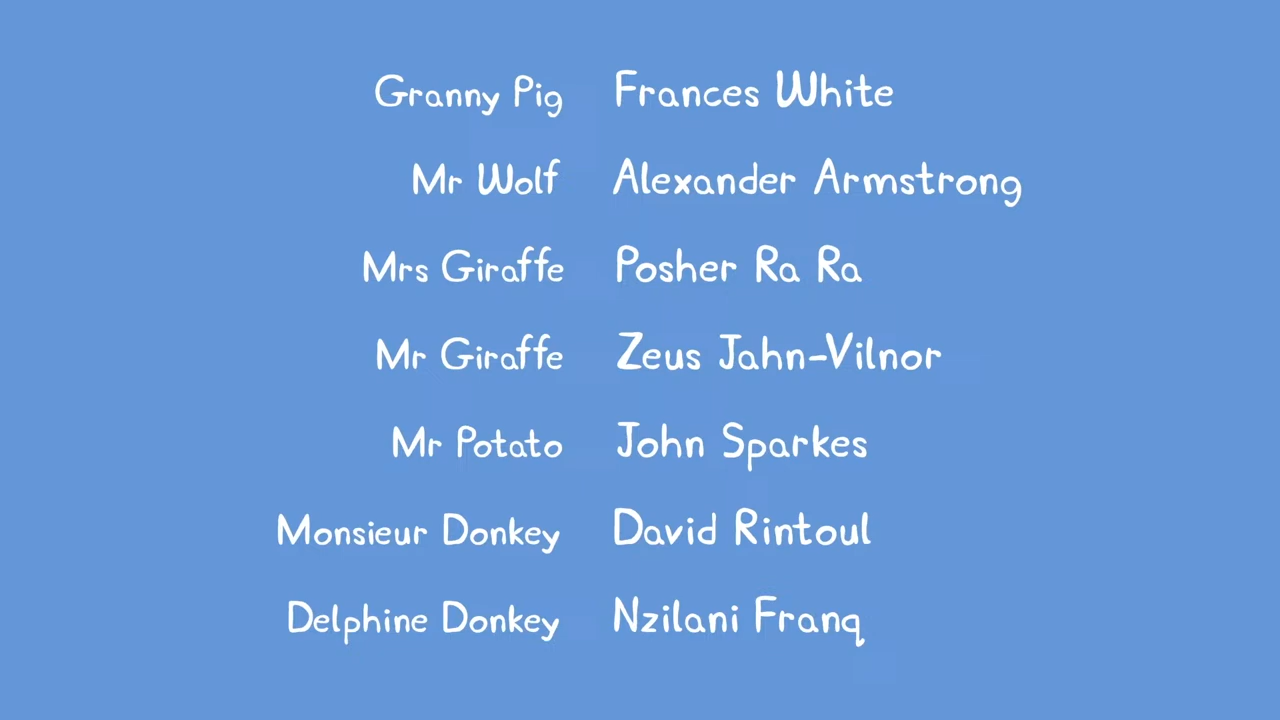 Granny Pig Frances White
Mr Wolf Alexander Armstrong
Mrs Giraffe Posher Ra Ra
Mr Giraffe Zeus Jahn-Vilnor
Mr Potato John Sparkes
Monsieur Donkey David Rintoul
Delphine Donkey Nzilani Franq